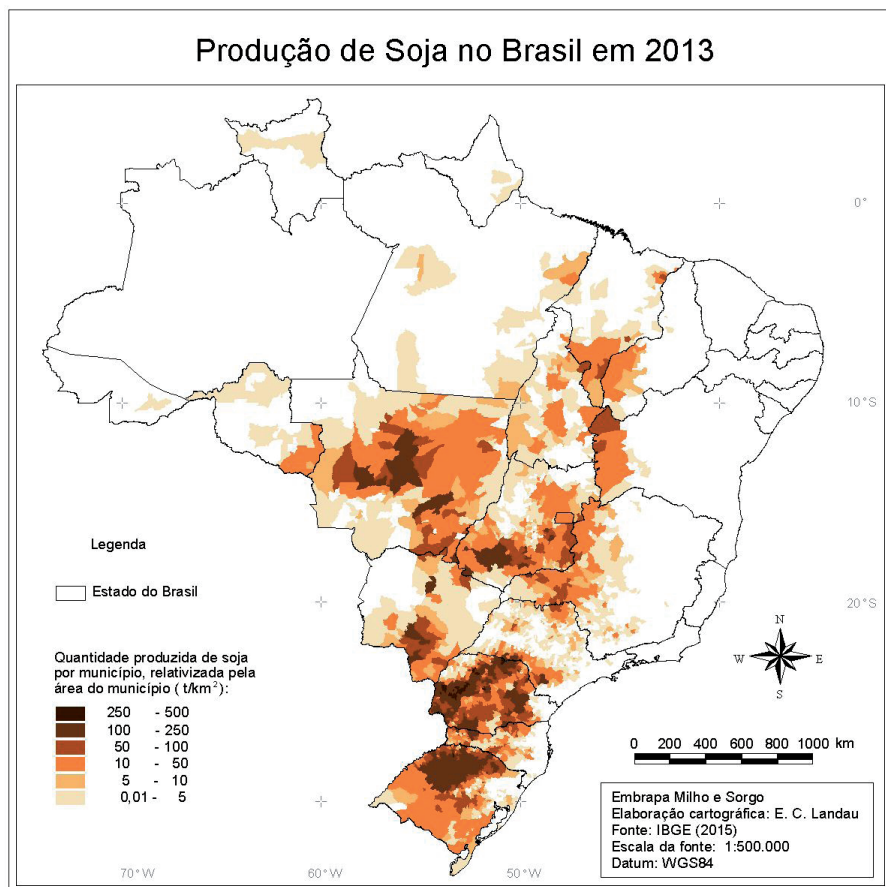 Produção de Soja no Brasil em 2013
0°
10°S
20°S
Legenda
Estado do Brasil
Quantidade produzida de soja
por município, relativizada pela
área do município ( t/km²):
250 - 500
100 - 250
50 - 100
10 - 50
5 - 10
0,01 - 5
N
W E
S
0 200 400 600 800 1000 km
Embrapa Milho e Sorgo
Elaboração cartográfica: E. C. Landau
Fonte: IBGE (2015)
Escala da fonte: 1:500.000
Datum: WGS84
70°W 60°W 50°W